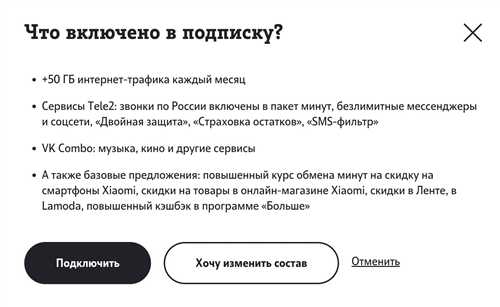 Что включено в подписку?
• +50 ГБ интернет-трафика каждый месяц
• Сервисы Tele2: звонки по России включены в пакет минут, безлимитные мессенджеры
и соцсети, «Двойная защита», «Страховка остатков», «SMS-фильтр»
• VK Combo: музыка, кино и другие сервисы
• А также базовые предложения: повышенный курс обмена минут на скидку на
смартфоны Xiaomi, скидки на товары в онлайн-магазине Xiaomi, скидки в Ленте, в
Lamoda, повышенный кэшбэк в программе «Больше»
Подключить Хочу изменить состав Отменить